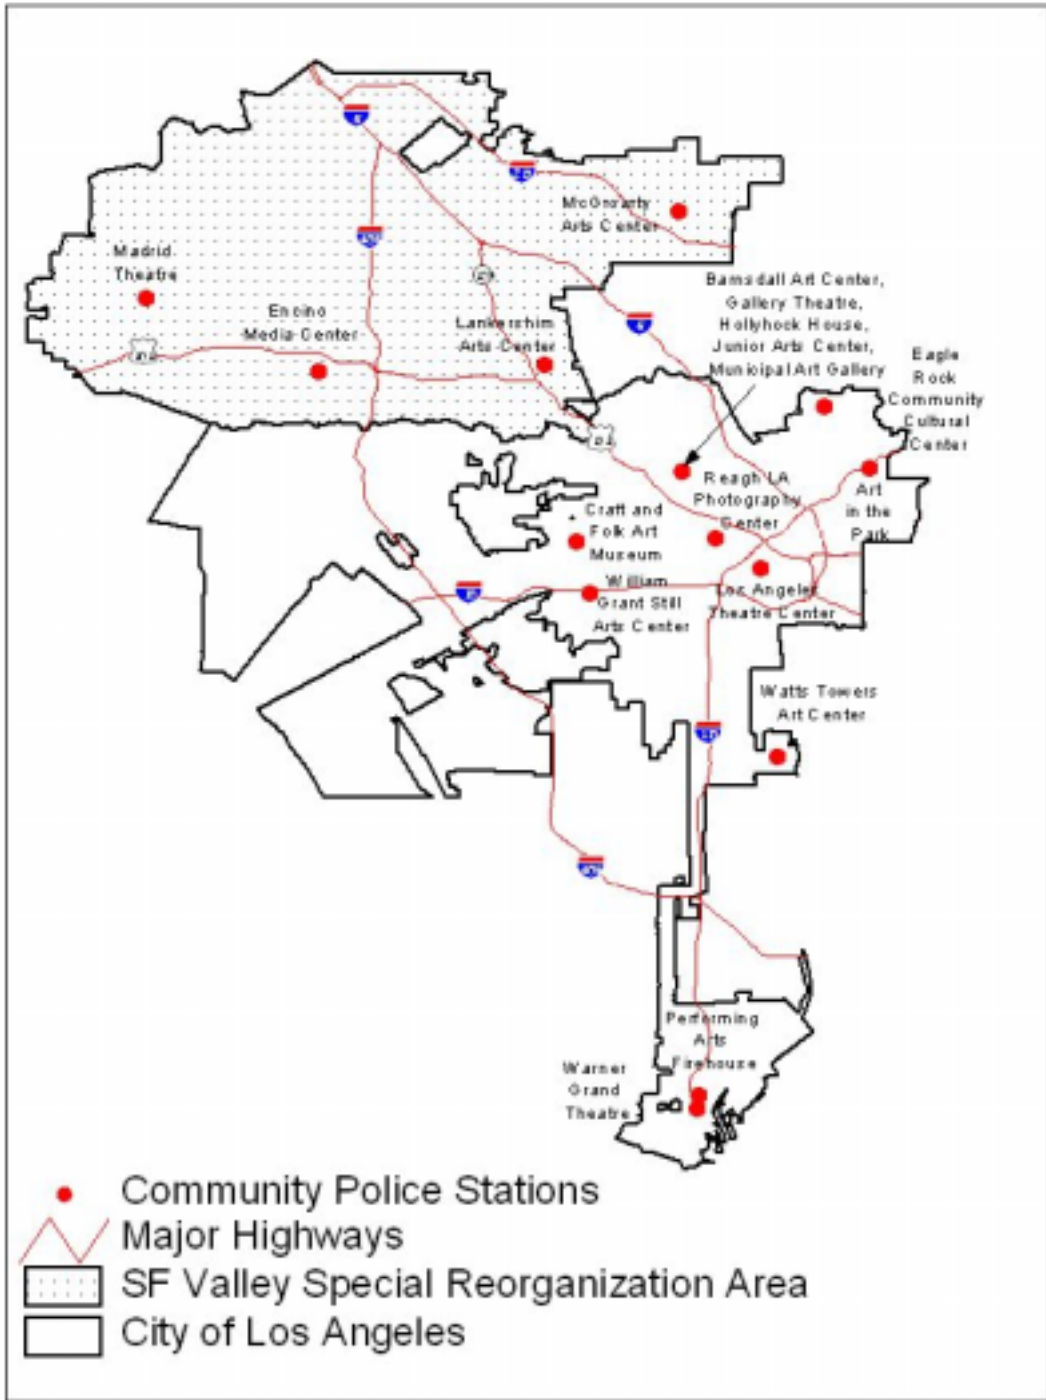 McGroarty
Arts Center
Madrid
Theatre
Encino
Media Center
Lankershim
Arts Center
Barnsdall Art Center,
Gallery Theatre,
Hollyhock House,
Junior Arts Center,
Municipal Art Gallery
Eagle
Rock
Community
Cultural
Center
Reagh LA
Photography
Center
Art
in the
Park
Craft and
Folk Art
Museum
William
Grant Still
Arts Center
Los Angeles
Theatre Center
Watts Towers
Art Center
Performing
Arts
Firehouse
Warner
Grand
Theatre
Community Police Stations
Major Highways
SF Valley Special Reorganization Area
City of Los Angeles